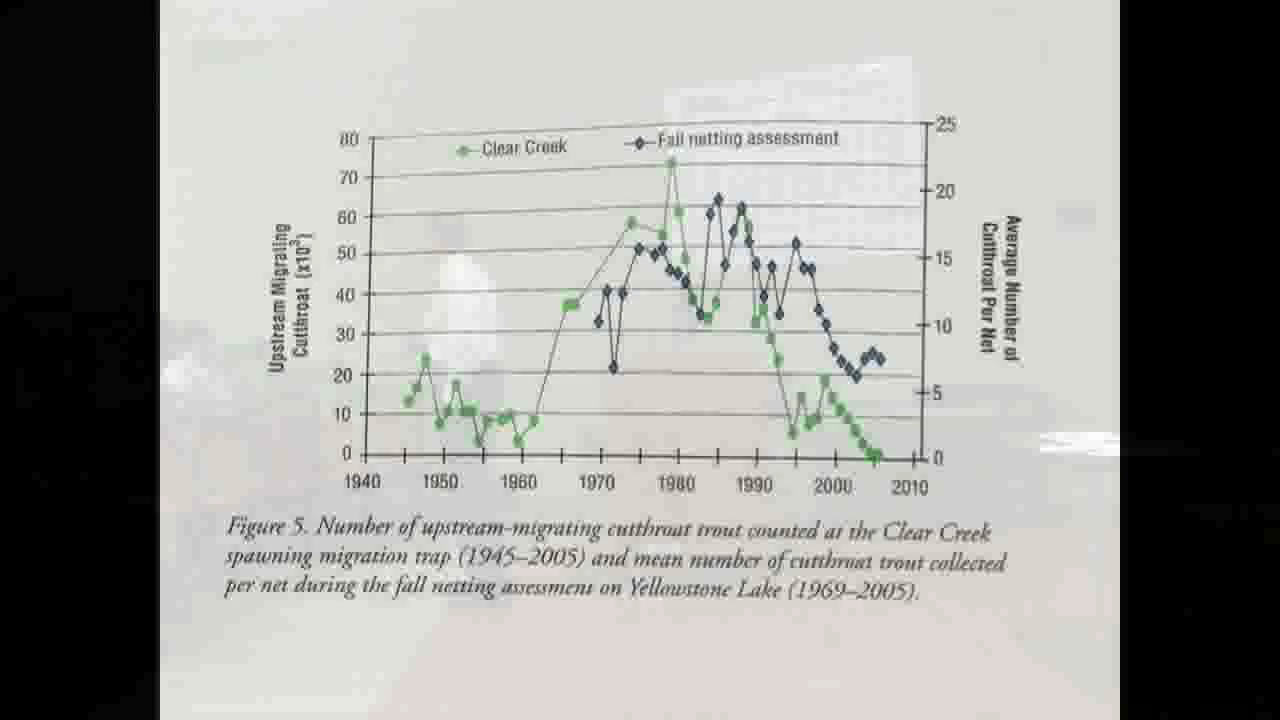 Clear Creek
Fall netting assessment
80
70
60
50
40
30
20
10
0
Upstream Migrating
Cutthroat (x10³)
25
20
15
10
5
0
Average Number of
Cutthroat Per Net
1940 1950 1960 1970 1980 1990 2000 2010
Figure 5. Number of upstream-migrating cutthroat trout counted at the Clear Creek
spawning migration trap (1945–2005) and mean number of cutthroat trout collected
per net during the fall netting assessment on Yellowstone Lake (1969–2005).